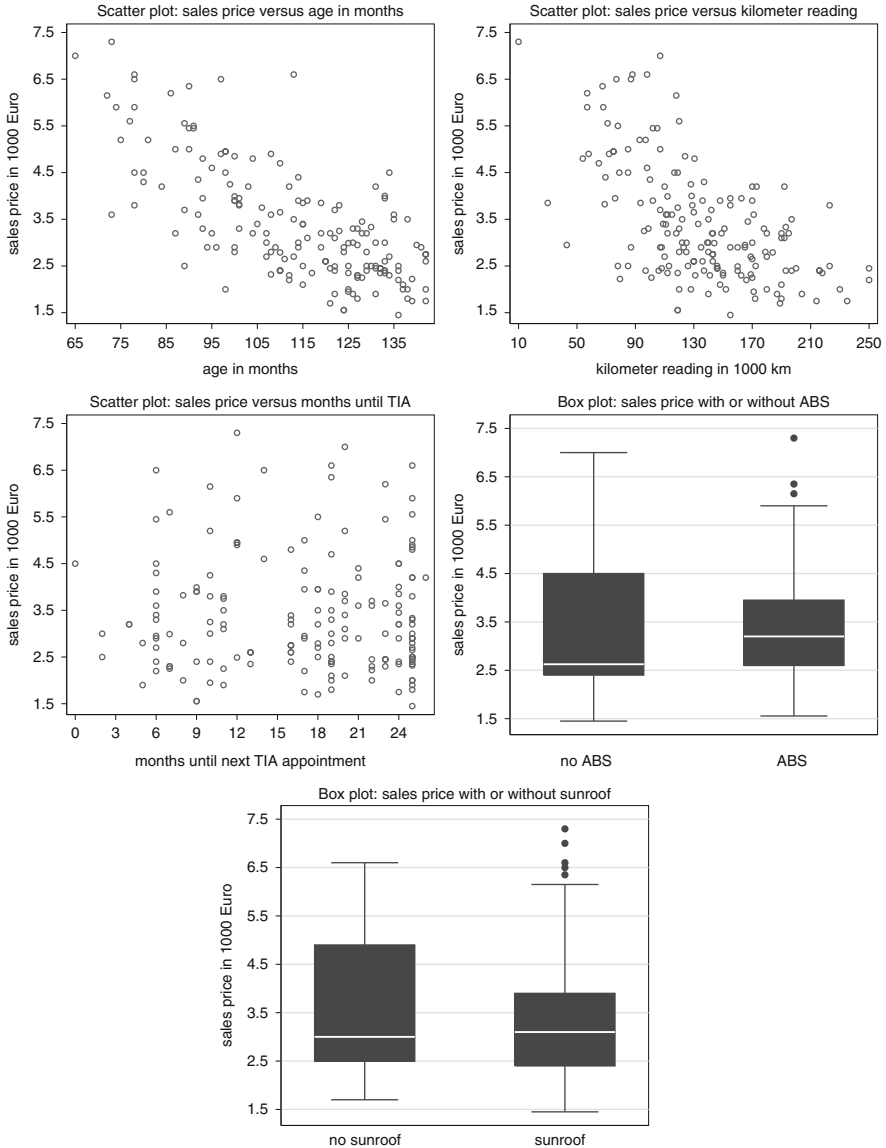 Scatter plot: sales price versus age in months
7.5
6.5
5.5
4.5
3.5
2.5
1.5
sales price in 1000 Euro
65 75 85 95 105 115 125 135
age in months
Scatter plot: sales price versus kilometer reading
7.5
6.5
5.5
4.5
3.5
2.5
1.5
sales price in 1000 Euro
10 50 90 130 170 210 250
kilometer reading in 1000 km
Scatter plot: sales price versus months until TIA
7.5
6.5
5.5
4.5
3.5
2.5
1.5
sales price in 1000 Euro
0 3 6 9 12 15 18 21 24
months until next TIA appointment
Box plot: sales price with or without ABS
7.5
6.5
5.5
4.5
3.5
2.5
1.5
sales price in 1000 Euro
no ABS ABS
Box plot: sales price with or without sunroof
7.5
6.5
5.5
4.5
3.5
2.5
1.5
sales price in 1000 Euro
no sunroof sunroof